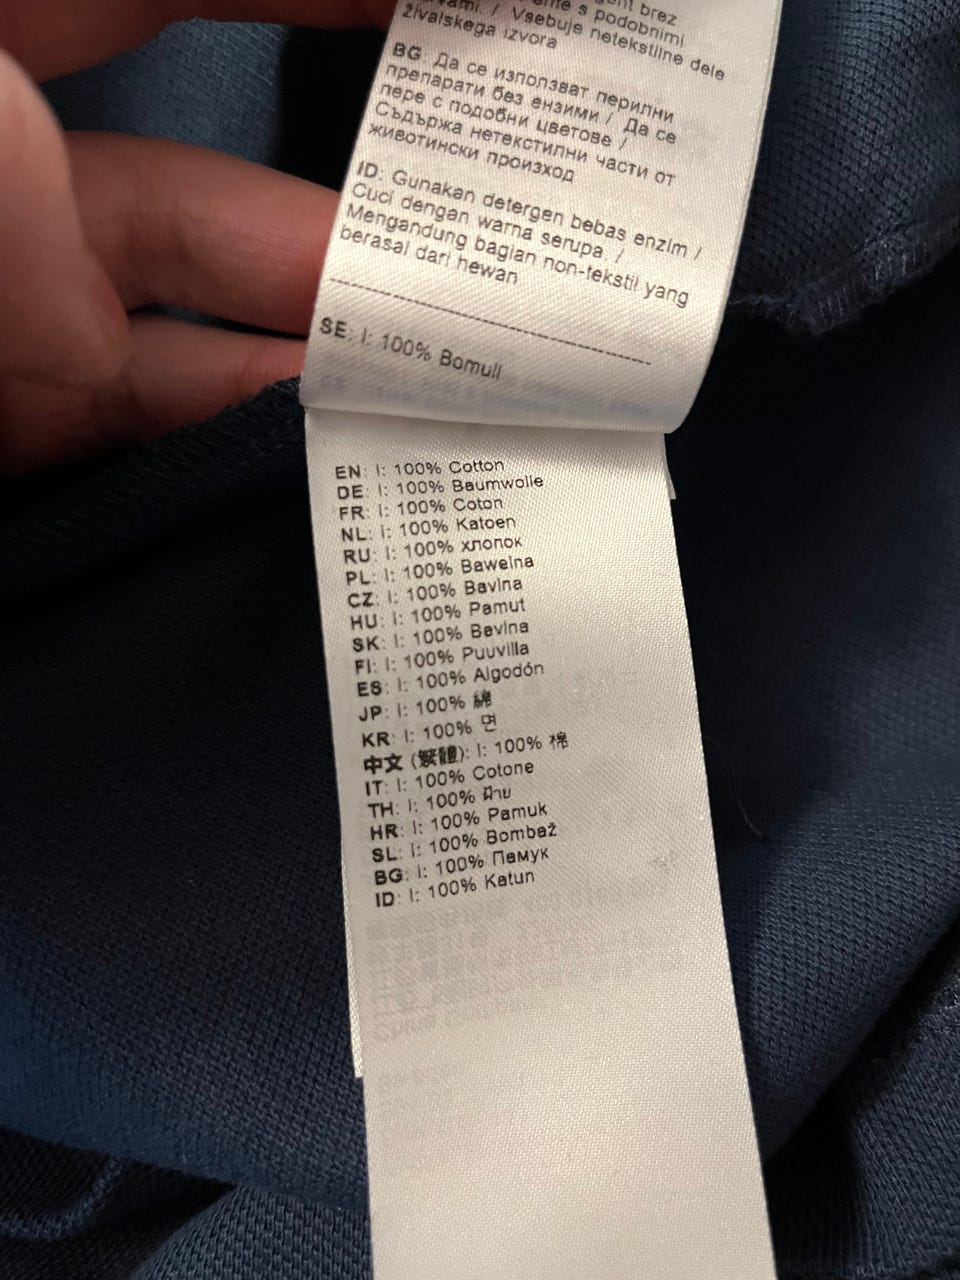 brez
s podobnimi
Vsebuje netekstilne dele
živalskega izvora
BG: Да се използват перилни
препарати без ензими / Да се
пере с подобни цветове /
Съдържа нетекстилни части от
животински произход
ID: Gunakan detergen bebas enzim /
Cuci dengan warna serupa. /
Mengandung bagian non-tekstil yang
berasal dari hewan
SE: I: 100% Bomull
EN: I: 100% Cotton
DE: I: 100% Baumwolle
FR: I: 100% Coton
NL: I: 100% Katoen
RU: I: 100% хлопок
PL: I: 100% Bawełna
CZ: I: 100% Bavlna
HU: I: 100% Pamut
SK: I: 100% Bavlna
FI: I: 100% Puuvilla
ES: I: 100% Algodón
JP: I: 100% 綿
KR: I: 100% 면
中文 (繁體): I: 100% 棉
IT: I: 100% Cotone
TH: I: 100% ฝ้าย
HR: I: 100% Pamuk
SL: I: 100% Bombaž
BG: I: 100% Памук
ID: I: 100% Katun